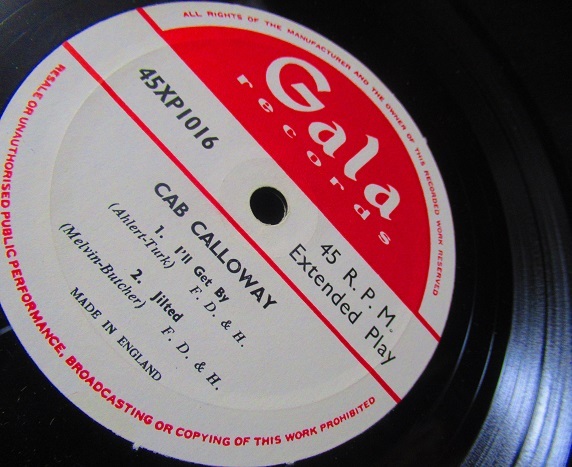 ALL RIGHTS OF THE MANUFACTURER AND THE OWNER OF THIS RECORDED WORK RESERVED
Gala
records
45XP1016
45 R.P.M.
Extended Play
CAB CALLOWAY
1. I'll Get By
(Ahlert-Turk) F. D. & H.
2. Jilted
(Melvin-Butcher) F. D. & H.
MADE IN ENGLAND
RESALE OR UNAUTHORISED PUBLIC PERFORMANCE, BROADCASTING OR COPYING OF THIS WORK PROHIBITED